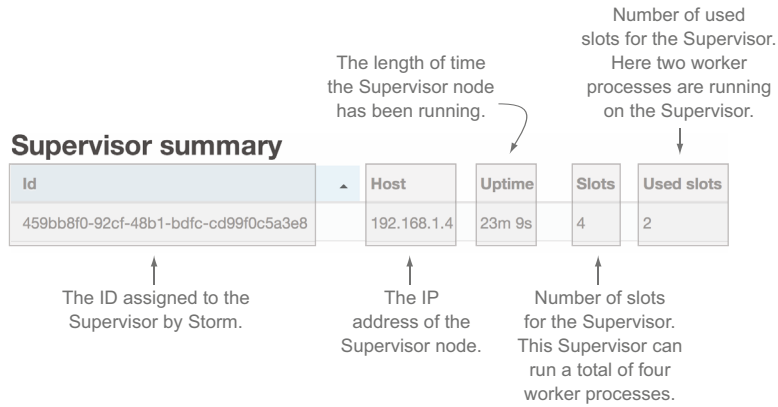 Number of used
slots for the Supervisor.
Here two worker
processes are running
on the Supervisor.
The length of time
the Supervisor node
has been running.
Supervisor summary
Id Host Uptime Slots Used slots
459bb8f0-92cf-48b1-bdfc-cd99f0c5a3e8 192.168.1.4 23m 9s 4 2
The ID assigned to the
Supervisor by Storm.
The IP
address of the
Supervisor node.
Number of slots
for the Supervisor.
This Supervisor can
run a total of four
worker processes.